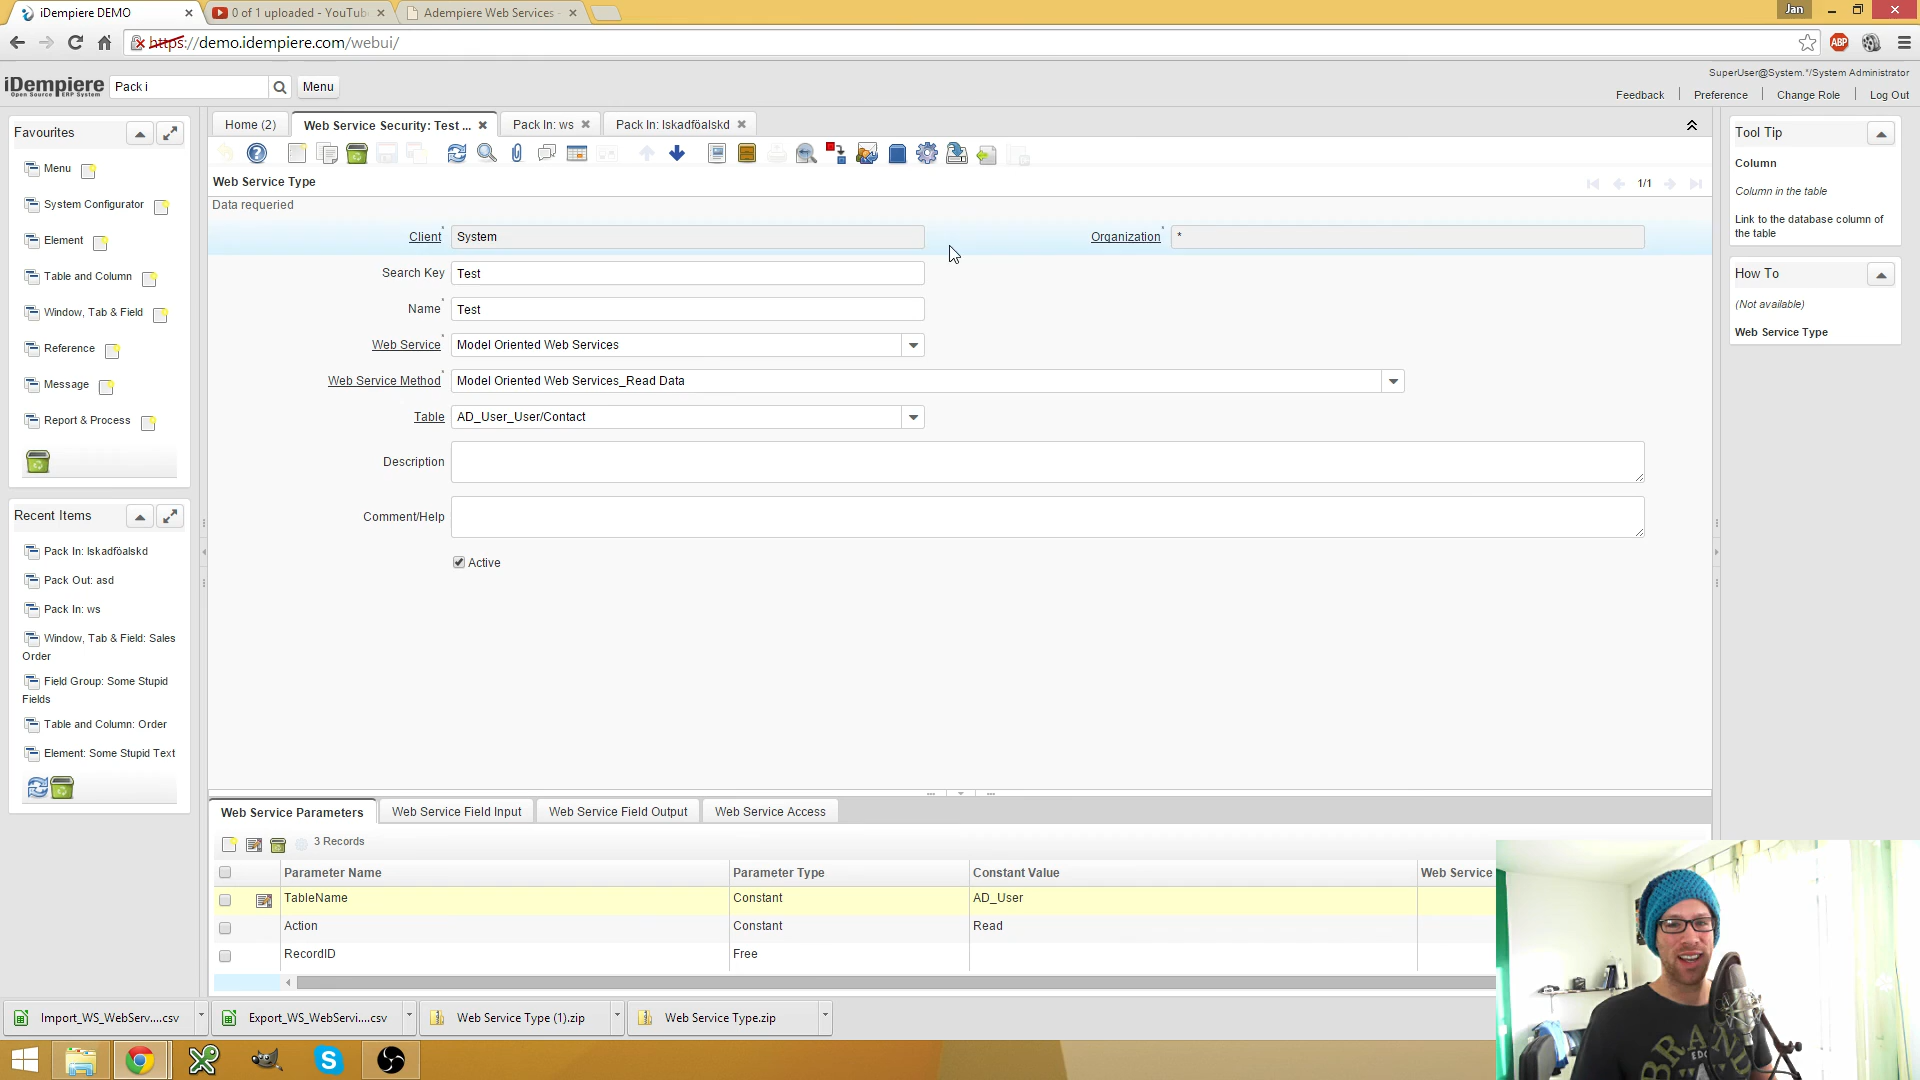 iDempiere DEMO
0 of 1 uploaded - YouTube
Adempiere Web Services
Jan
https://demo.idempiere.com/webui/
ABP
iDempiere
Open Source ERP System
Pack i
Menu
SuperUser@System.*/System Administrator
Feedback
Preference
Change Role
Log Out
Favourites
Menu
System Configurator
Element
Table and Column
Window, Tab & Field
Reference
Message
Report & Process
Recent Items
Pack In: lskadföalskd
Pack Out: asd
Pack In: ws
Window, Tab & Field: Sales
Order
Field Group: Some Stupid
Fields
Table and Column: Order
Element: Some Stupid Text
Home (2)
Web Service Security: Test ...
Pack In: ws
Pack In: lskadföalskd
Web Service Type
1/1
Data requeried
Client* System
Organization* *
Search Key Test
Name* Test
Web Service* Model Oriented Web Services
Web Service Method* Model Oriented Web Services_Read Data
Table AD_User_User/Contact
Description
Comment/Help
Active
Tool Tip
Column
Column in the table
Link to the database column of
the table
How To
(Not available)
Web Service Type
Web Service Parameters
Web Service Field Input
Web Service Field Output
Web Service Access
3 Records
Parameter Name Parameter Type Constant Value Web Service
TableName Constant AD_User
Action Constant Read
RecordID Free
Import_WS_WebServ....csv
Export_WS_WebServi....csv
Web Service Type (1).zip
Web Service Type.zip
BRAND